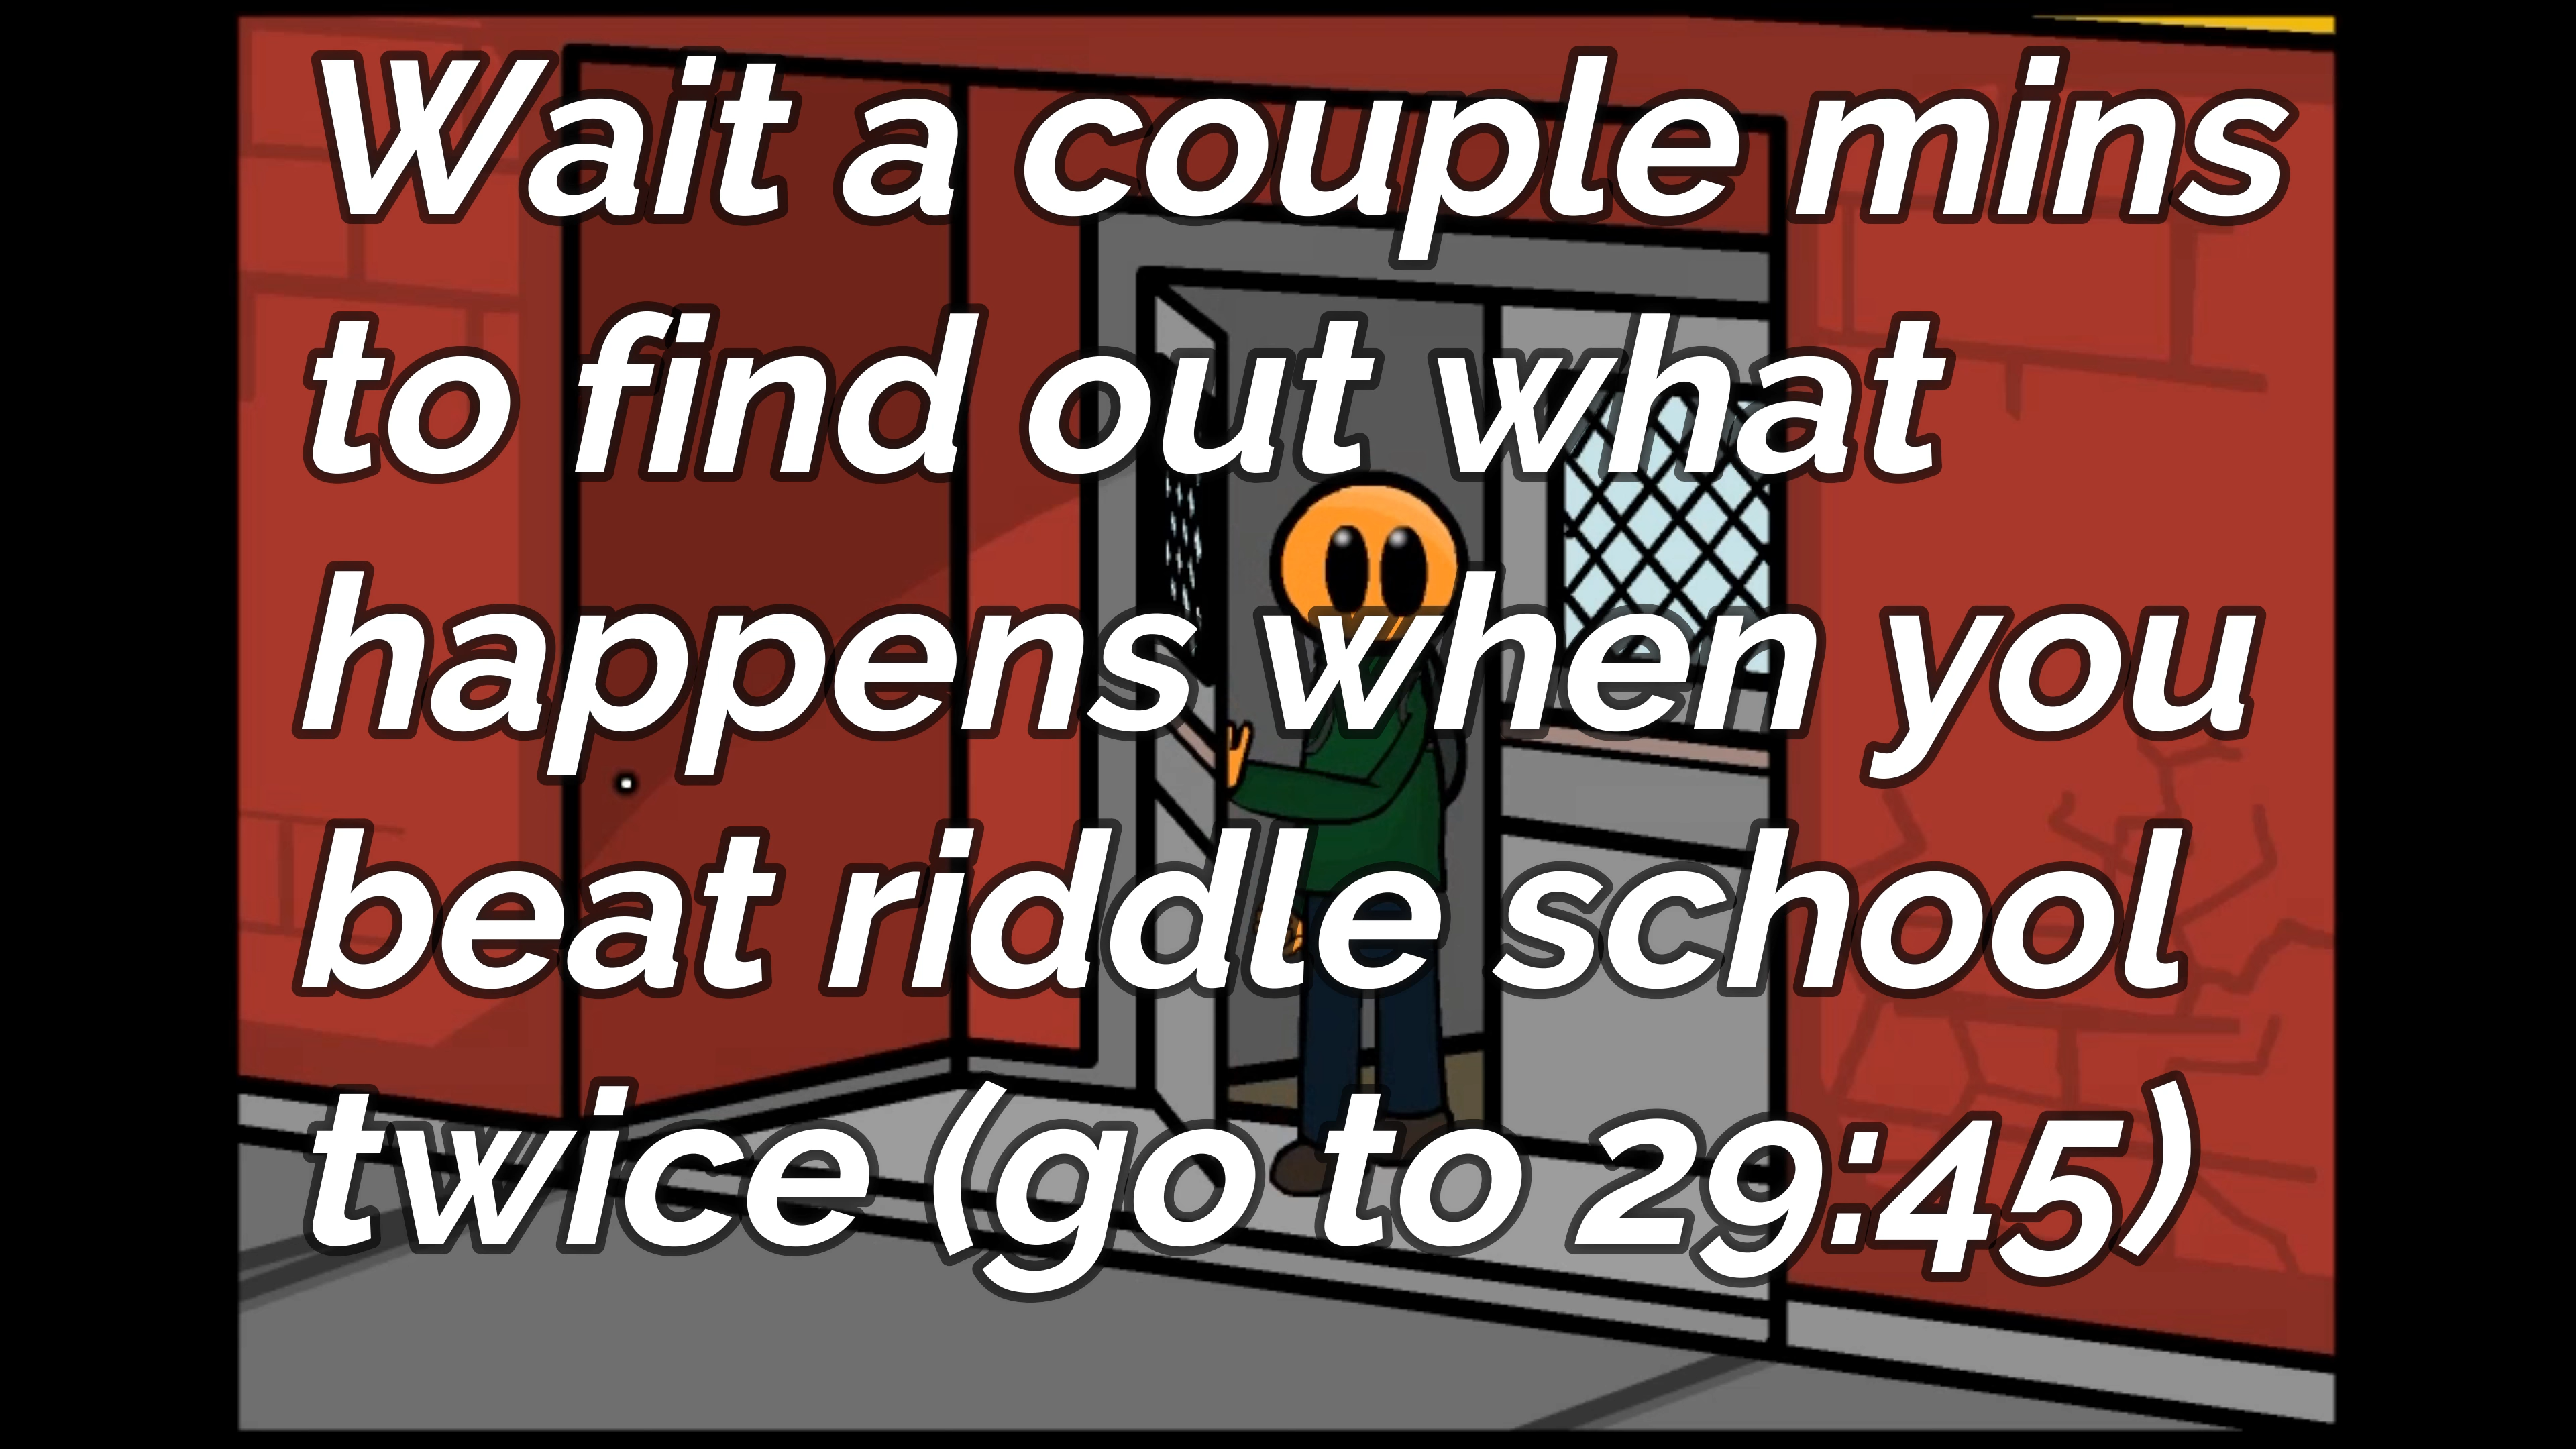 Wait a couple mins
to find out what
happens when you
beat riddle school
twice (go to 29:45)